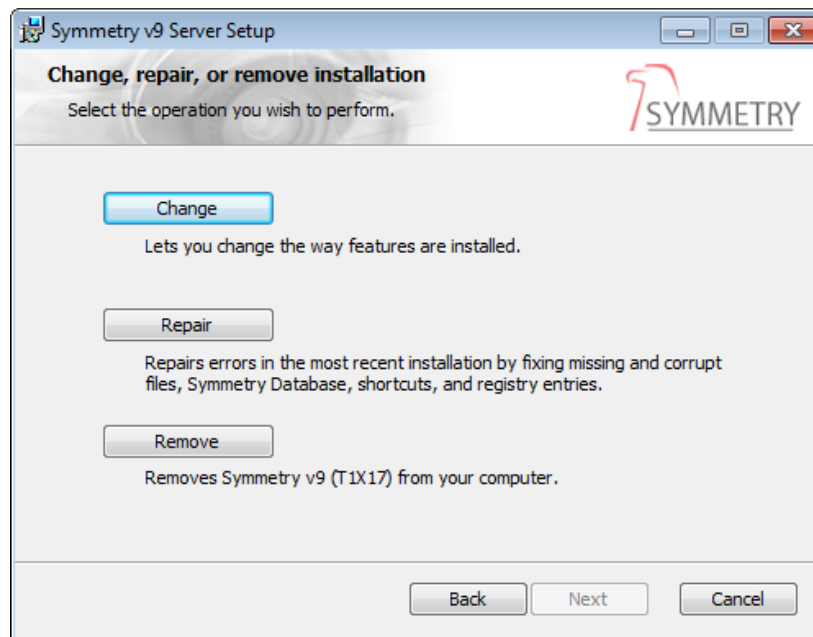 Symmetry v9 Server Setup
Change, repair, or remove installation
Select the operation you wish to perform.
SYMMETRY
Change
Lets you change the way features are installed.
Repair
Repairs errors in the most recent installation by fixing missing and corrupt
files, Symmetry Database, shortcuts, and registry entries.
Remove
Removes Symmetry v9 (T1X17) from your computer.
Back
Next
Cancel